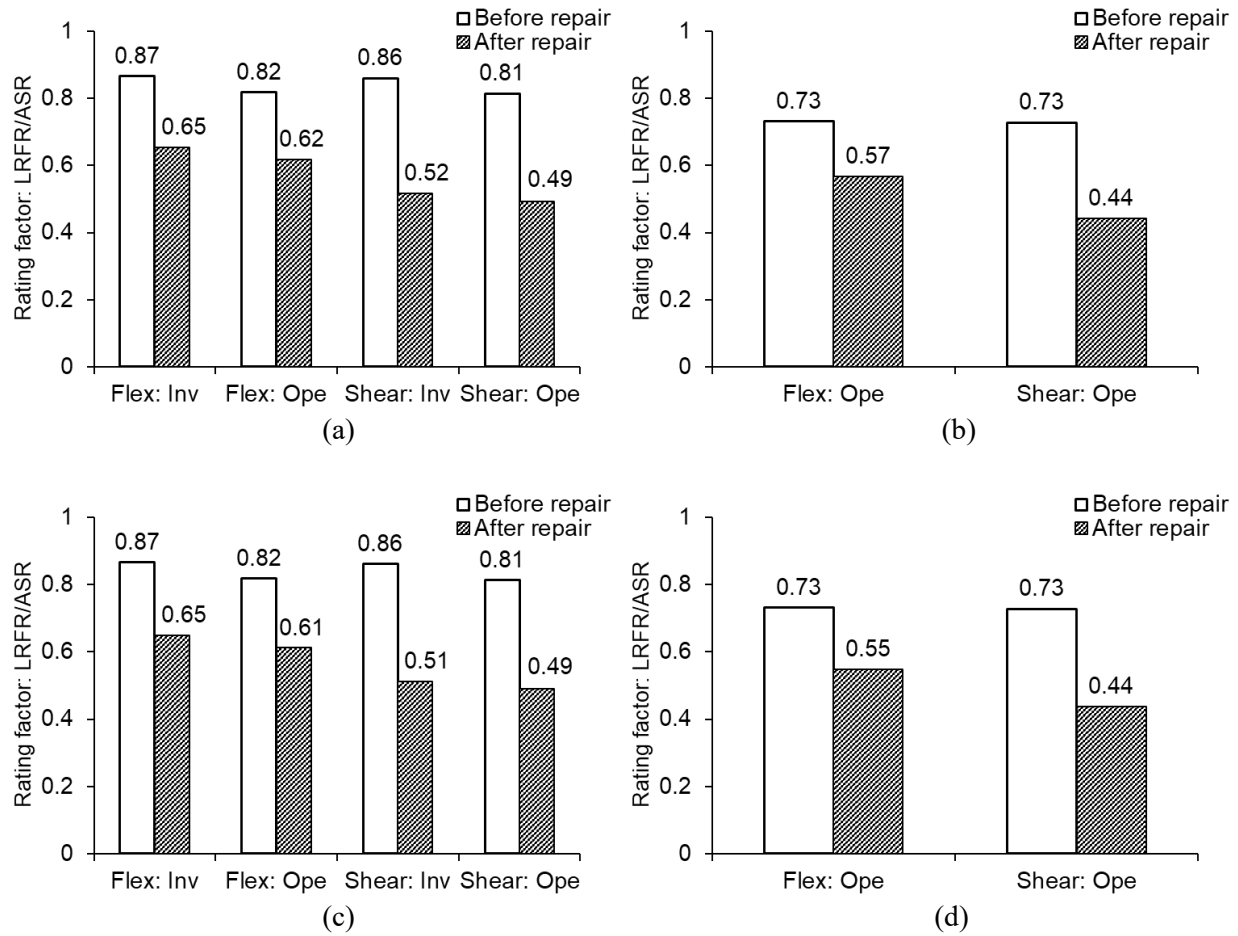 Before repair
After repair
Rating factor: LRFR/ASR
1
0.8
0.6
0.4
0.2
0
0.87
0.65
0.82
0.62
0.86
0.52
0.81
0.49
Flex: Inv Flex: Ope Shear: Inv Shear: Ope
(a)
Before repair
After repair
Rating factor: LRFR/ASR
1
0.8
0.6
0.4
0.2
0
0.73
0.57
0.73
0.44
Flex: Ope Shear: Ope
(b)
Before repair
After repair
Rating factor: LRFR/ASR
1
0.8
0.6
0.4
0.2
0
0.87
0.65
0.82
0.61
0.86
0.51
0.81
0.49
Flex: Inv Flex: Ope Shear: Inv Shear: Ope
(c)
Before repair
After repair
Rating factor: LRFR/ASR
1
0.8
0.6
0.4
0.2
0
0.73
0.55
0.73
0.44
Flex: Ope Shear: Ope
(d)